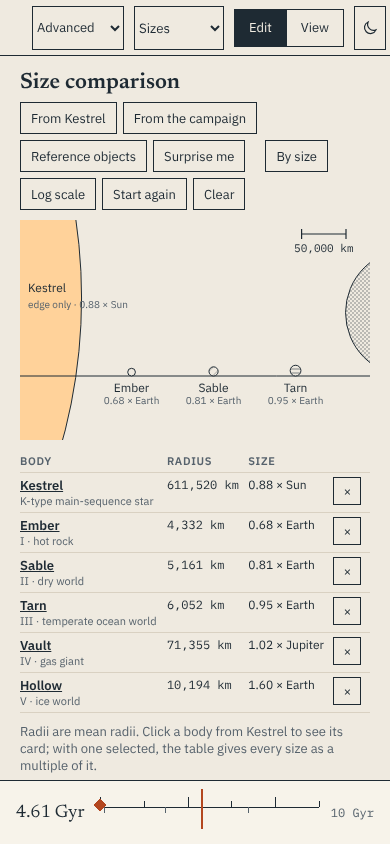 Advanced Sizes Edit View
Size comparison
From Kestrel From the campaign
Reference objects Surprise me By size
Log scale Start again Clear
50,000 km
Kestrel
edge only · 0.88 × Sun
Ember Sable Tarn
0.68 × Earth 0.81 × Earth 0.95 × Earth
BODY RADIUS SIZE
Kestrel 611,520 km 0.88 × Sun ×
K-type main-sequence star
Ember 4,332 km 0.68 × Earth ×
I · hot rock
Sable 5,161 km 0.81 × Earth ×
II · dry world
Tarn 6,052 km 0.95 × Earth ×
III · temperate ocean world
Vault 71,355 km 1.02 × Jupiter ×
IV · gas giant
Hollow 10,194 km 1.60 × Earth ×
V · ice world
Radii are mean radii. Click a body from Kestrel to see its
card; with one selected, the table gives every size as a
multiple of it.
4.61 Gyr 10 Gyr